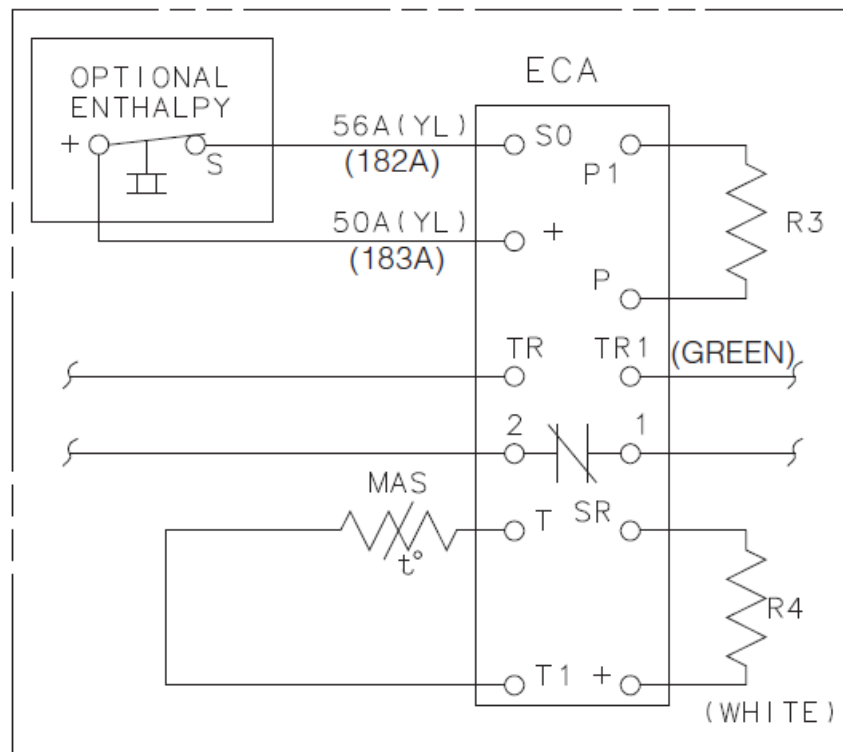 OPTIONAL
ENTHALPY
ECA
+
S
56A(YL)
(182A)
SO
P1
R3
50A(YL)
(183A)
+
P
TR
TR1
(GREEN)
2
1
MAS
t°
T
SR
R4
T1
+
(WHITE)